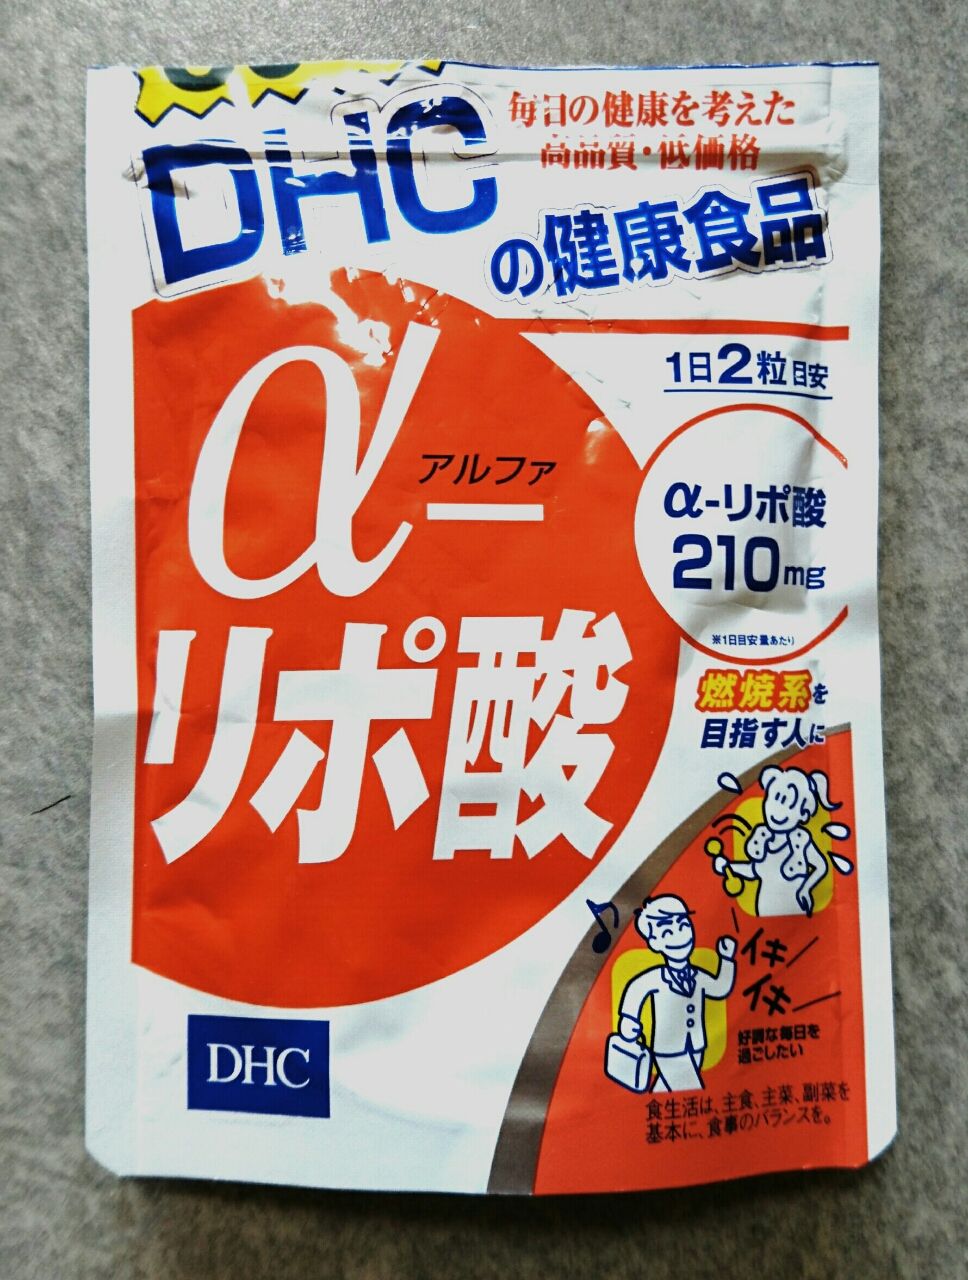 DHC
毎日の健康を考えた
高品質・低価格
の健康食品
1日2粒目安
α-リポ酸
210mg
※1日目安量あたり
α-
アルファ
リポ酸
燃焼系を
目指す人に
イキ
イキ
好調な毎日を
過ごしたい
食生活は、主食、主菜、副菜を
基本に、食事のバランスを。
DHC